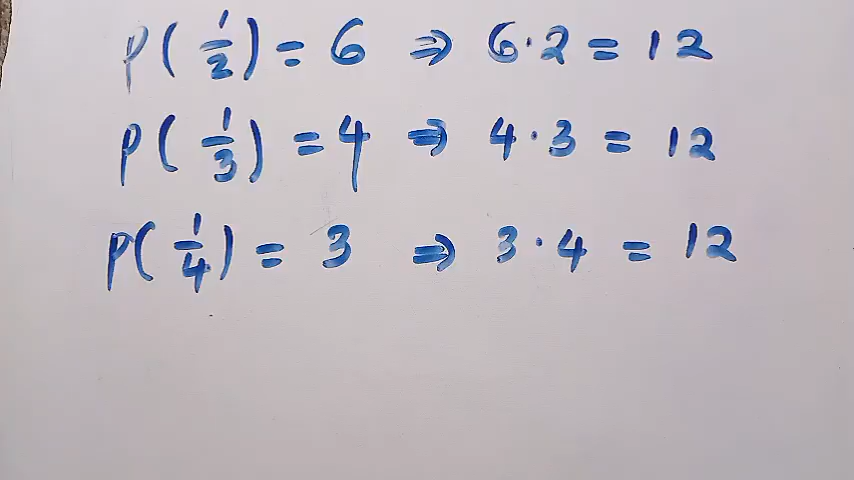 P(1/2) = 6 ⇒ 6·2 = 12
P(1/3) = 4 ⇒ 4·3 = 12
P(1/4) = 3 ⇒ 3·4 = 12